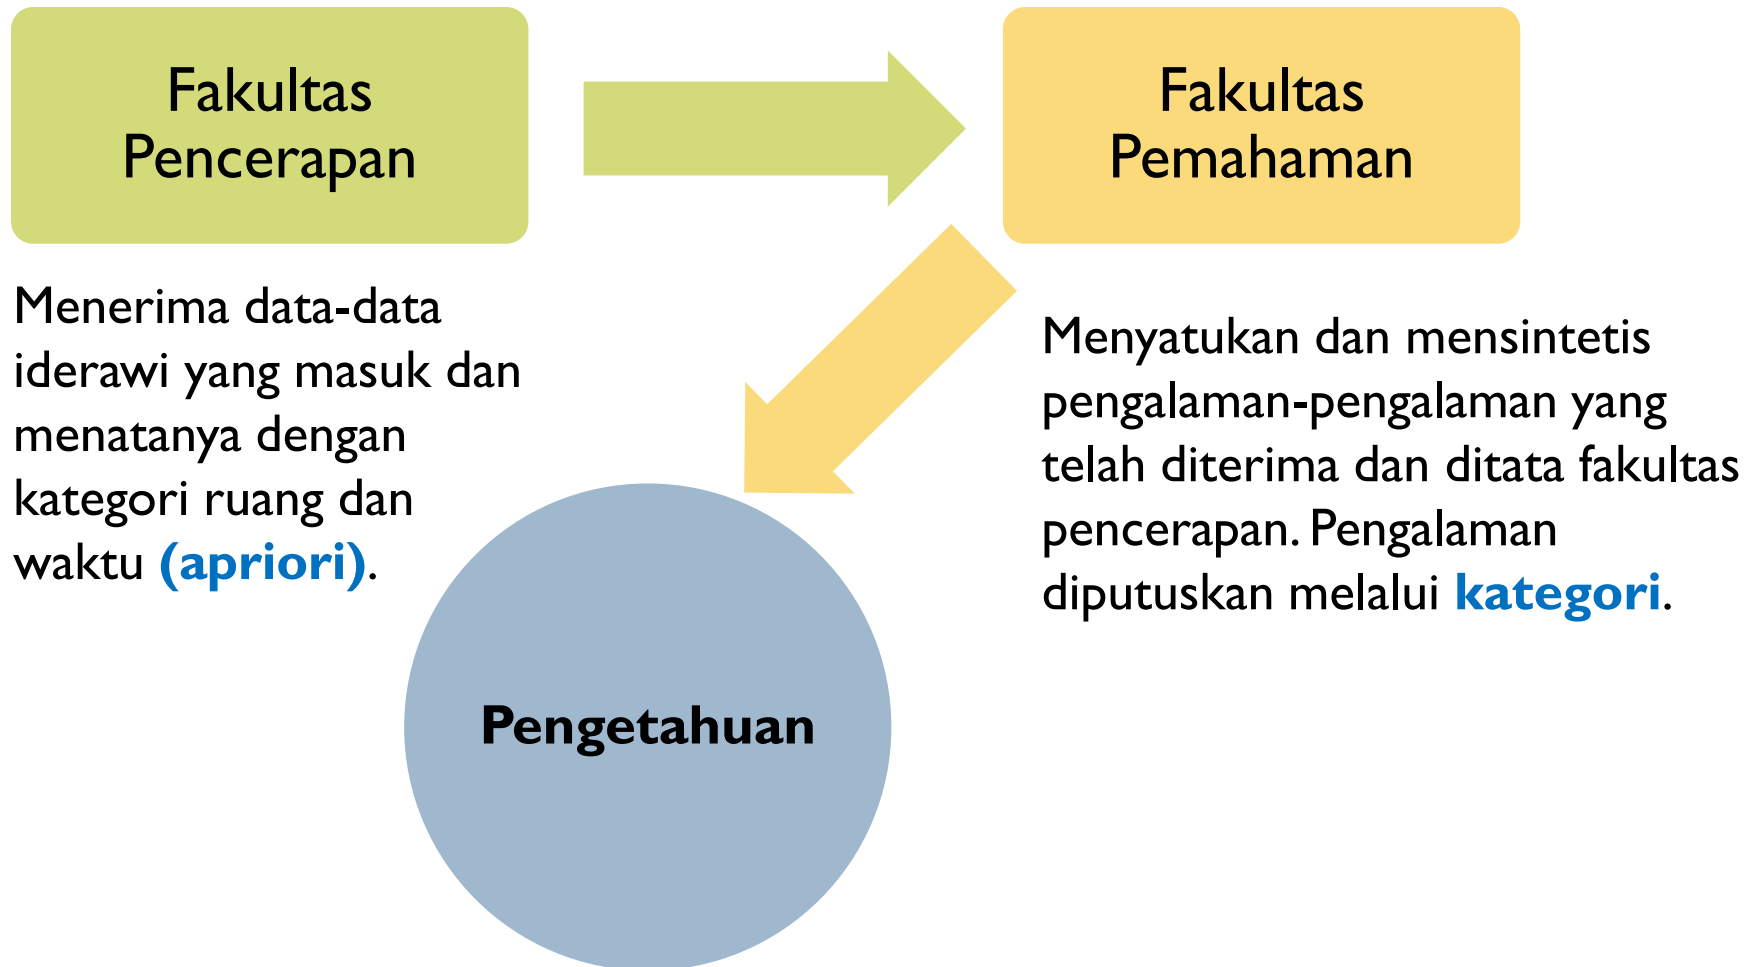 Fakultas
Pencerapan
Fakultas
Pemahaman
Menerima data-data
iderawi yang masuk dan
menatanya dengan
kategori ruang dan
waktu (apriori).
Menyatukan dan mensintetis
pengalaman-pengalaman yang
telah diterima dan ditata fakultas
pencerapan. Pengalaman
diputuskan melalui kategori.
Pengetahuan